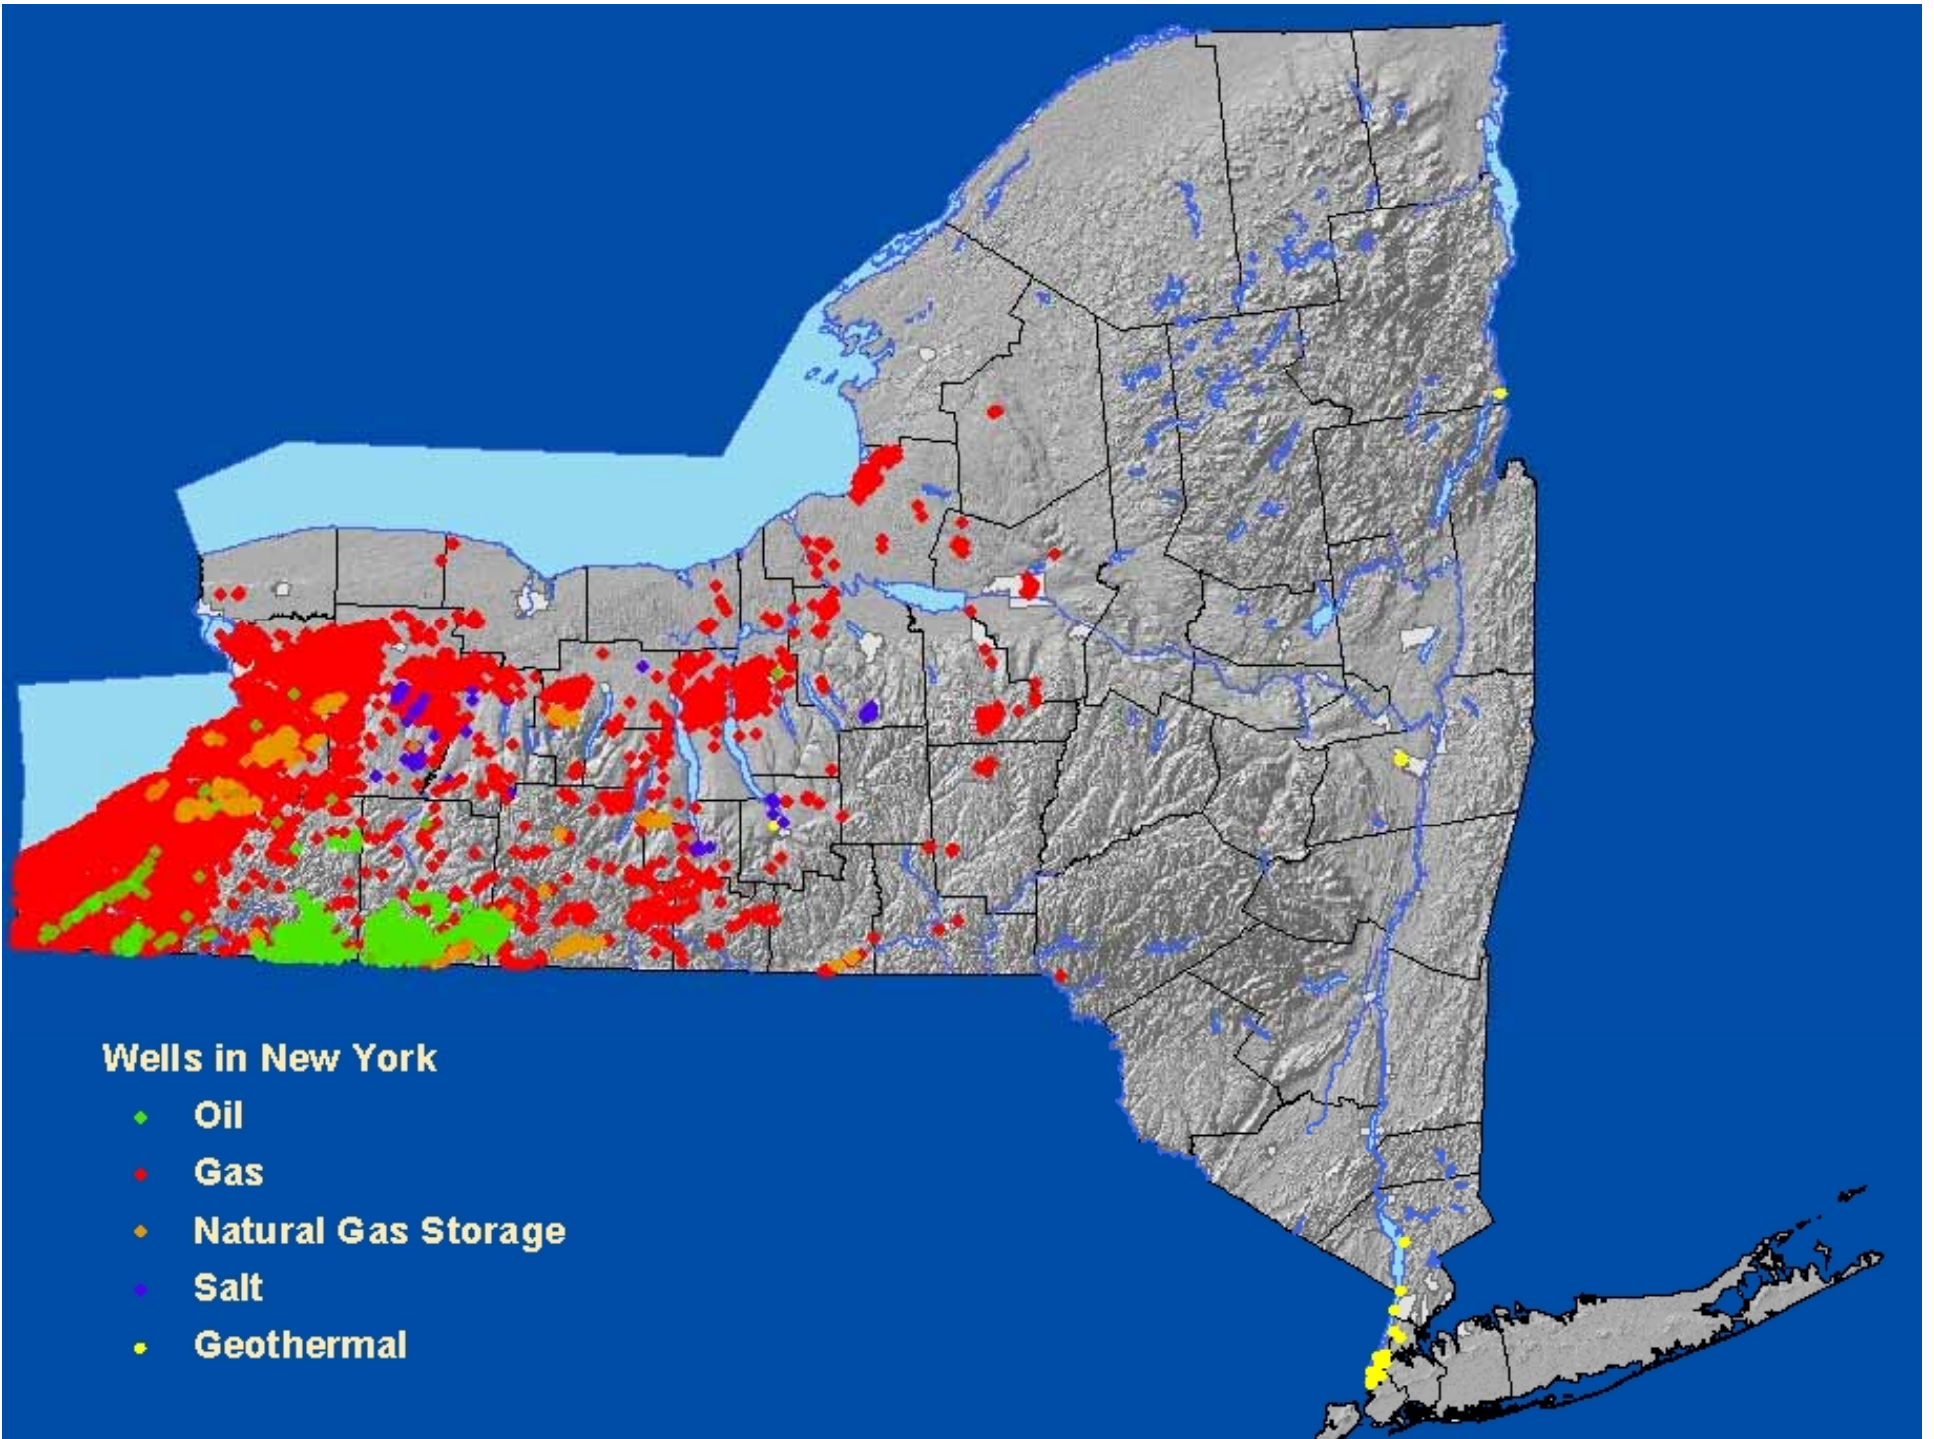 Wells in New York
Oil
Gas
Natural Gas Storage
Salt
Geothermal